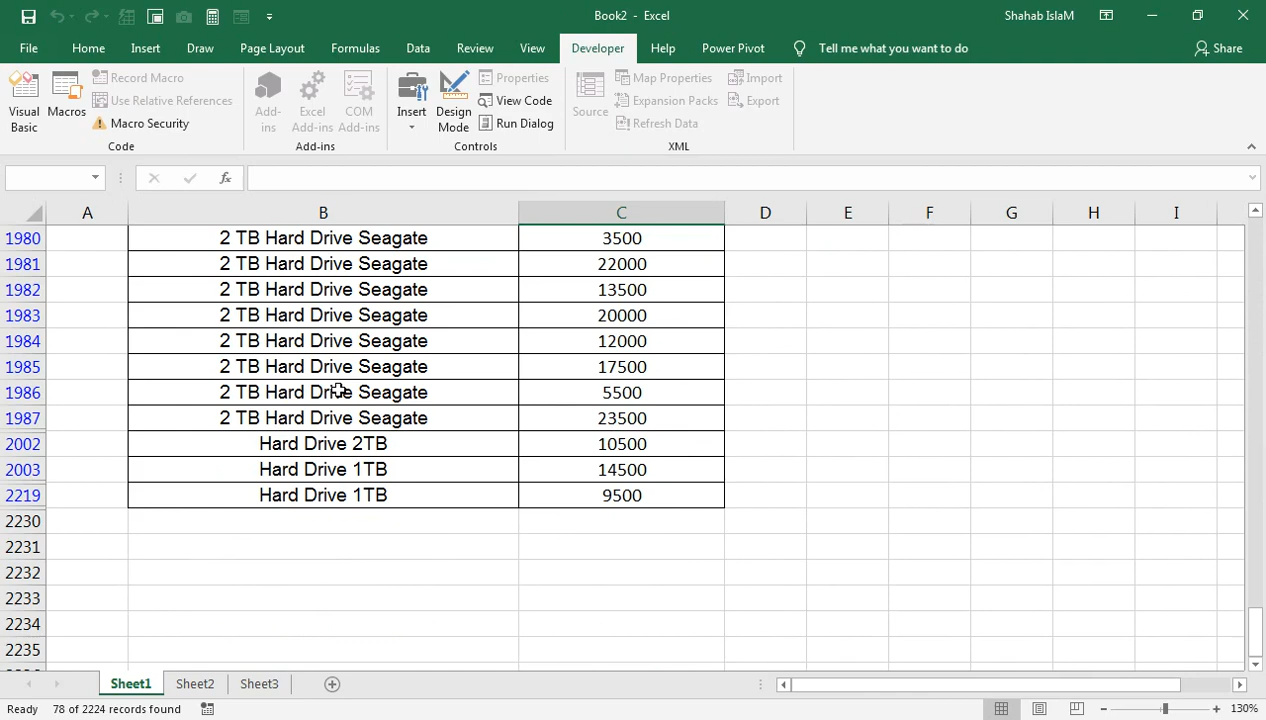 Book2 - Excel
Shahab IslaM
File Home Insert Draw Page Layout Formulas Data Review View Developer Help Power Pivot Tell me what you want to do Share
Visual Basic
Macros
Record Macro
Use Relative References
Macro Security
Code
Add-ins
Excel Add-ins
COM Add-ins
Add-ins
Insert
Design Mode
Properties
View Code
Run Dialog
Controls
Source
Map Properties
Expansion Packs
Refresh Data
Import
Export
XML
fx
A B C D E F G H I
1980 2 TB Hard Drive Seagate 3500
1981 2 TB Hard Drive Seagate 22000
1982 2 TB Hard Drive Seagate 13500
1983 2 TB Hard Drive Seagate 20000
1984 2 TB Hard Drive Seagate 12000
1985 2 TB Hard Drive Seagate 17500
1986 2 TB Hard Drive Seagate 5500
1987 2 TB Hard Drive Seagate 23500
2002 Hard Drive 2TB 10500
2003 Hard Drive 1TB 14500
2219 Hard Drive 1TB 9500
2230
2231
2232
2233
2234
2235
Sheet1 Sheet2 Sheet3
Ready 78 of 2224 records found 130%